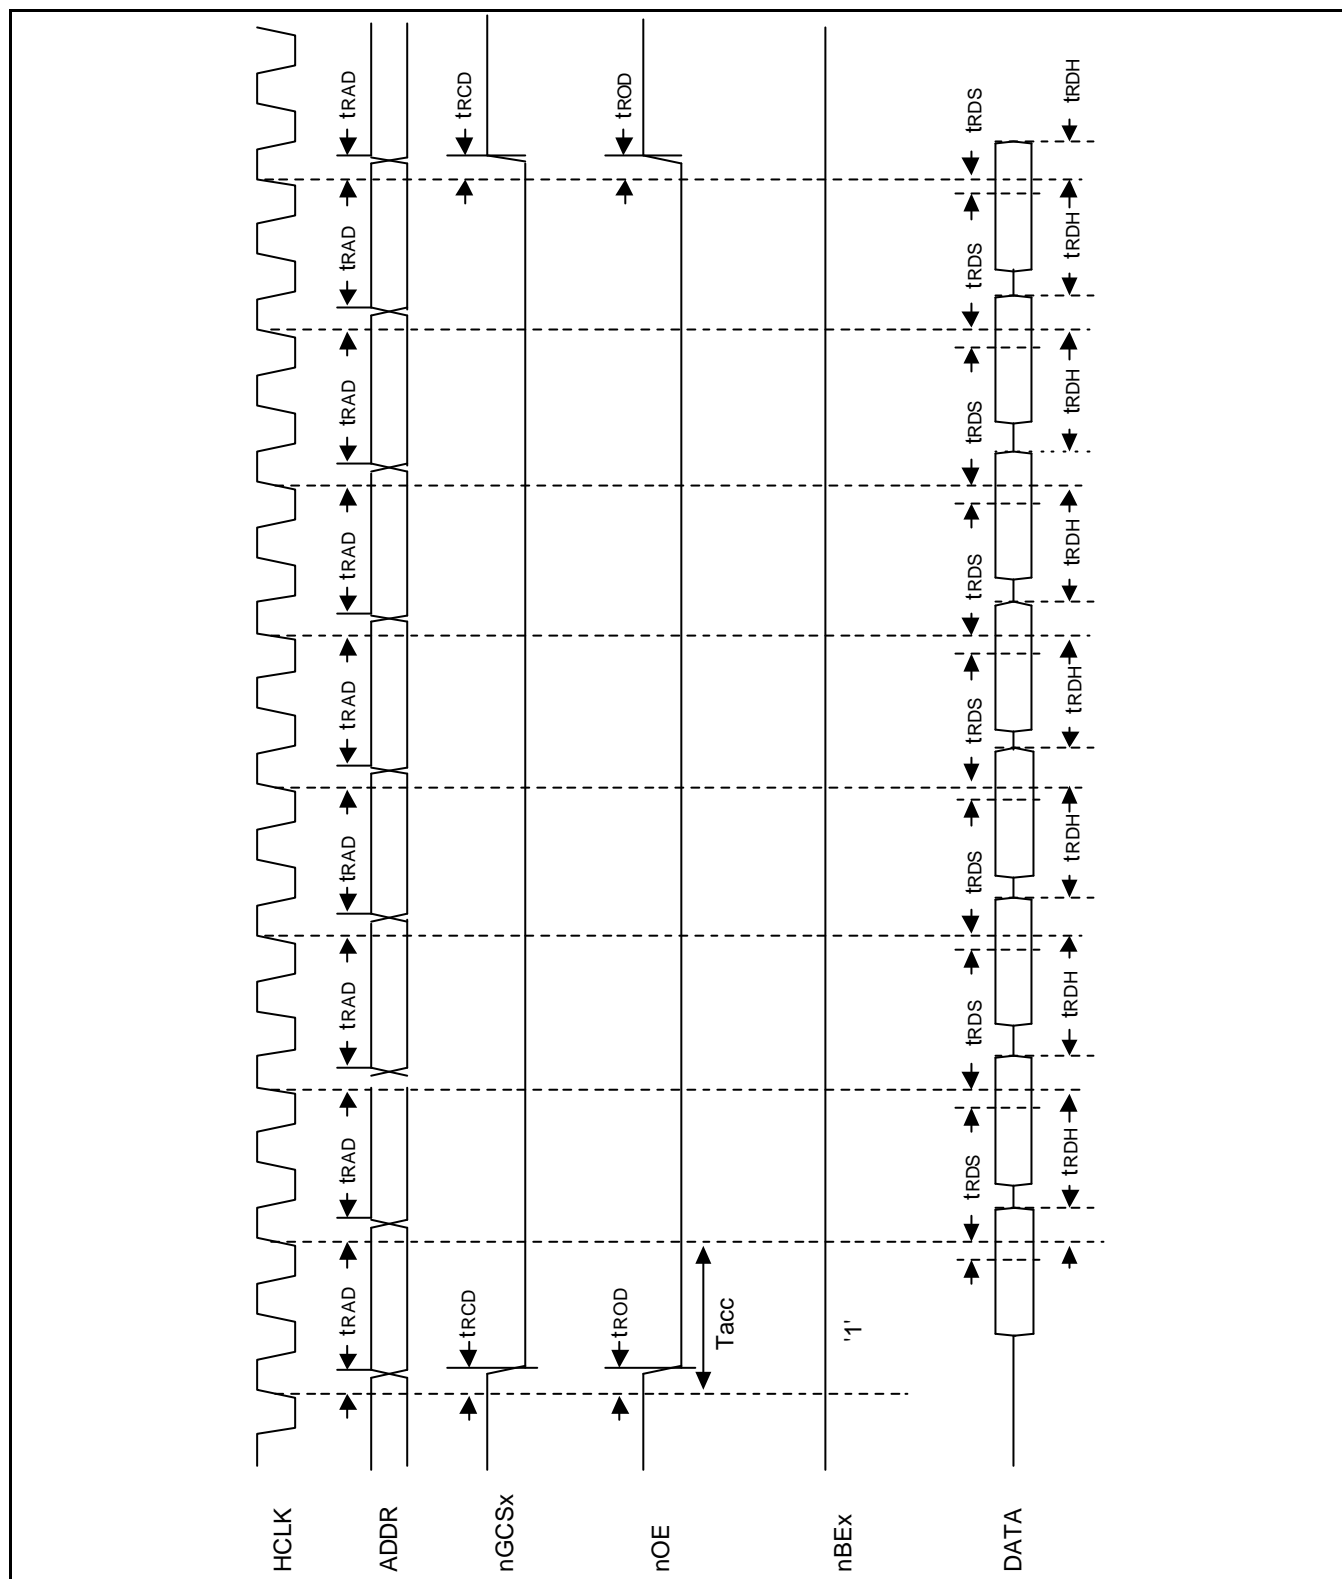 HCLK
tRAD tRAD tRAD tRAD tRAD tRAD tRAD tRAD tRAD
ADDR
tRCD tRCD
nGCSx
tROD tROD
nOE
Tacc
nBEx '1'
tRDS tRDS tRDS tRDS tRDS tRDS tRDS tRDS
DATA
tRDH tRDH tRDH tRDH tRDH tRDH tRDH tRDH